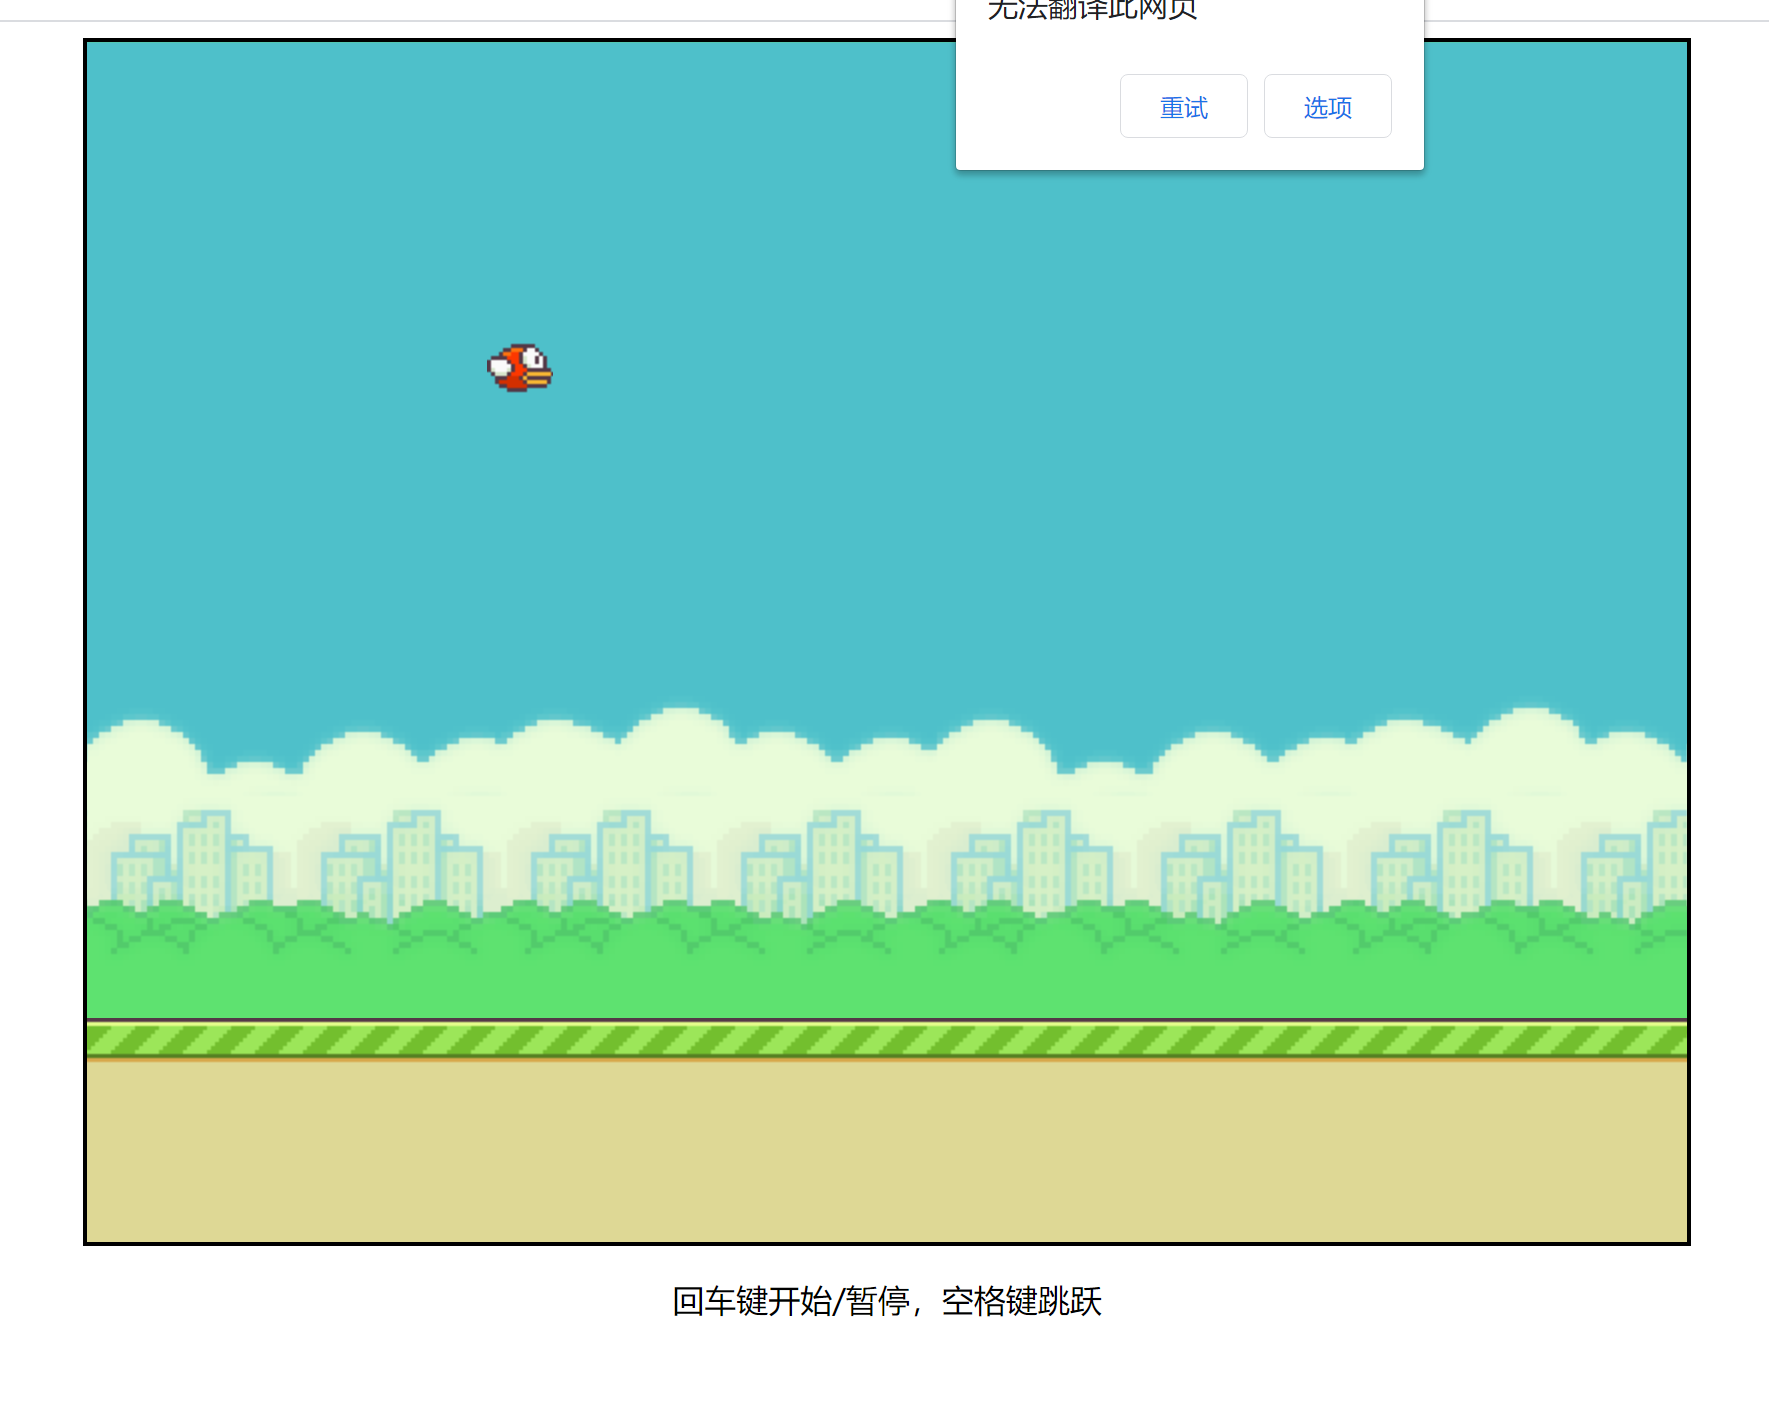 无法翻译此网页
重试
选项
回车键开始/暂停，空格键跳跃